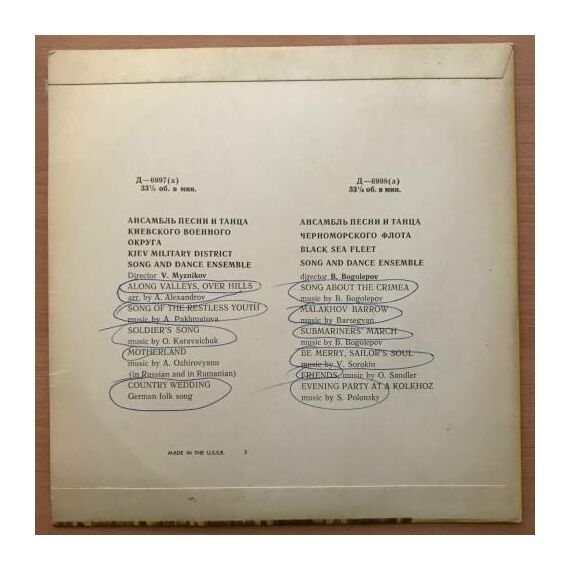 Д—6997(а)
33⅓ об. в мин.
АНСАМБЛЬ ПЕСНИ И ТАНЦА
КИЕВСКОГО ВОЕННОГО
ОКРУГА
KIEV MILITARY DISTRICT
SONG AND DANCE ENSEMBLE
Director V. Myznikov
ALONG VALLEYS, OVER HILLS
arr. by A. Alexandrov
SONG OF THE RESTLESS YOUTH
music by A. Pakhmutova
SOLDIER'S SONG
music by O. Karavaichuk
MOTHERLAND
music by A. Ozhirovyanu
(in Russian and in Rumanian)
COUNTRY WEDDING
German folk song
Д—6998(а)
33⅓ об. в мин.
АНСАМБЛЬ ПЕСНИ И ТАНЦА
ЧЕРНОМОРСКОГО ФЛОТА
BLACK SEA FLEET
SONG AND DANCE ENSEMBLE
director B. Bogolepov
SONG ABOUT THE CRIMEA
music by B. Bogolepov
MALAKHOV BARROW
music by Barsegyan
SUBMARINERS' MARCH
music by B. Bogolepov
BE MERRY, SAILOR'S SOUL
music by V. Sorokin
FRIENDS, music by O. Sandler
EVENING PARTY AT A KOLKHOZ
music by S. Polonsky
MADE IN THE U.S.S.R. 3